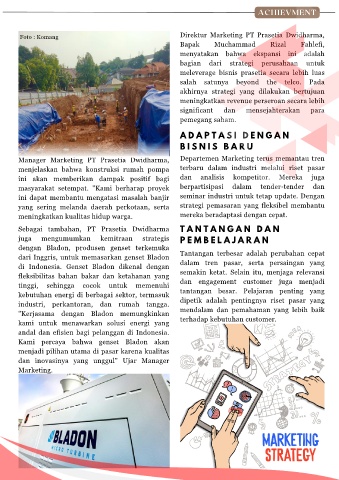 ACHIEVMENT
Foto : Komang
Manager Marketing PT Prasetia Dwidharma,
menjelaskan bahwa konstruksi rumah pompa
ini akan memberikan dampak positif bagi
masyarakat setempat. "Kami berharap proyek
ini dapat membantu mengatasi masalah banjir
yang sering melanda daerah perkotaan, serta
meningkatkan kualitas hidup warga.
Sebagai tambahan, PT Prasetia Dwidharma
juga mengumumkan kemitraan strategis
dengan Bladon, produsen genset terkemuka
dari Inggris, untuk memasarkan genset Bladon
di Indonesia. Genset Bladon dikenal dengan
fleksibilitas bahan bakar dan ketahanan yang
tinggi, sehingga cocok untuk memenuhi
kebutuhan energi di berbagai sektor, termasuk
industri, perkantoran, dan rumah tangga.
"Kerjasama dengan Bladon memungkinkan
kami untuk menawarkan solusi energi yang
andal dan efisien bagi pelanggan di Indonesia.
Kami percaya bahwa genset Bladon akan
menjadi pilihan utama di pasar karena kualitas
dan inovasinya yang unggul" Ujar Manager
Marketing.
BLADON
MICRO TURBINE
Direktur Marketing PT Prasetia Dwidharma,
Bapak Muchammad Rizal Fahlefi,
menyatakan bahwa ekspansi ini adalah
bagian dari strategi perusahaan untuk
meleverage bisnis prasetia secara lebih luas
salah satunya beyond the telco. Pada
akhirnya strategi yang dilakukan bertujuan
meningkatkan revenue perseroan secara lebih
significant dan mensejahterakan para
pemegang saham.
ADAPTASI DENGAN
BISNIS BARU
Departemen Marketing terus memantau tren
terbaru dalam industri melalui riset pasar
dan analisis kompetitor. Mereka juga
berpartisipasi dalam tender-tender dan
seminar industri untuk tetap update. Dengan
strategi pemasaran yang fleksibel membantu
mereka beradaptasi dengan cepat.
TANTANGAN DAN
PEMBELAJARAN
Tantangan terbesar adalah perubahan cepat
dalam tren pasar, serta persaingan yang
semakin ketat. Selain itu, menjaga relevansi
dan engagement customer juga menjadi
tantangan besar. Pelajaran penting yang
dipetik adalah pentingnya riset pasar yang
mendalam dan pemahaman yang lebih baik
terhadap kebutuhan customer.
MARKETING
STRATEGY